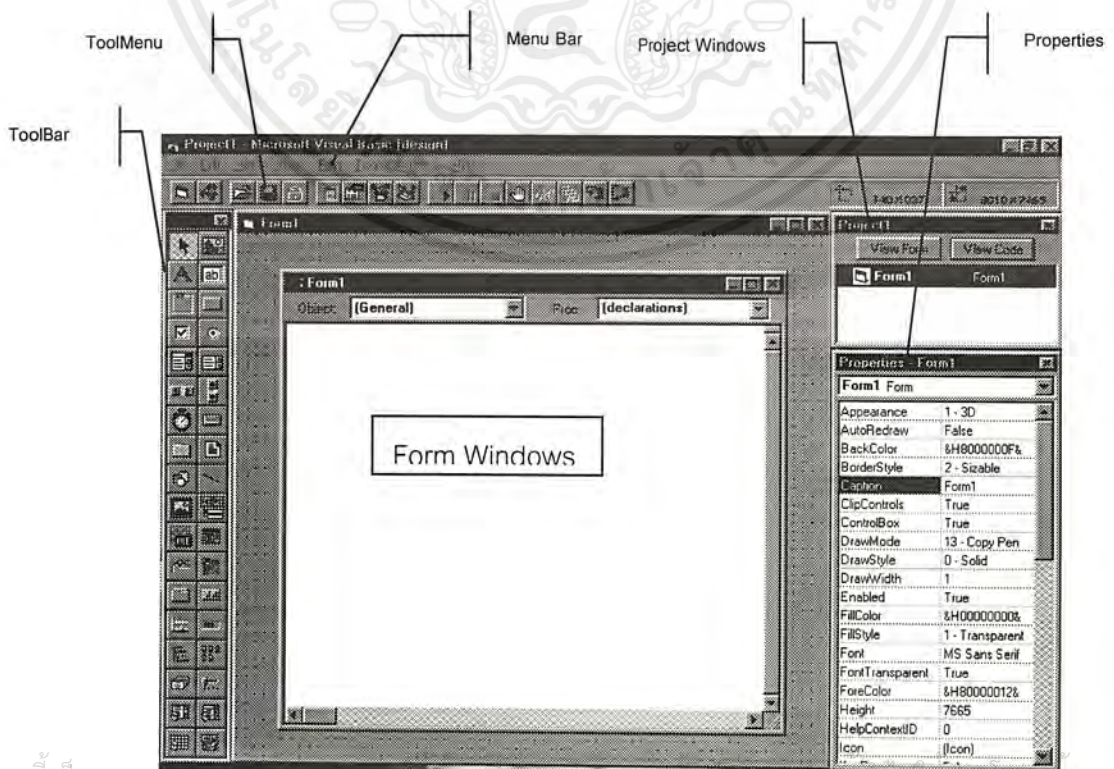 ToolMenu
Menu Bar
Project Windows
Properties
ToolBar
Project1 - Microsoft Visual Basic [design]
Form1
Project1
View Form
View Code
Form1 Form1
: Form1
Object: (General) Proc: (declarations)
Form Windows
Properties - Form1
Form1 Form
Appearance 1 - 3D
AutoRedraw False
BackColor &H8000000F&
BorderStyle 2 - Sizable
Caption Form1
ClipControls True
ControlBox True
DrawMode 13 - Copy Pen
DrawStyle 0 - Solid
DrawWidth 1
Enabled True
FillColor &H00000000&
FillStyle 1 - Transparent
Font MS Sans Serif
FontTransparent True
ForeColor &H80000012&
Height 7665
HelpContextID 0
Icon (Icon)